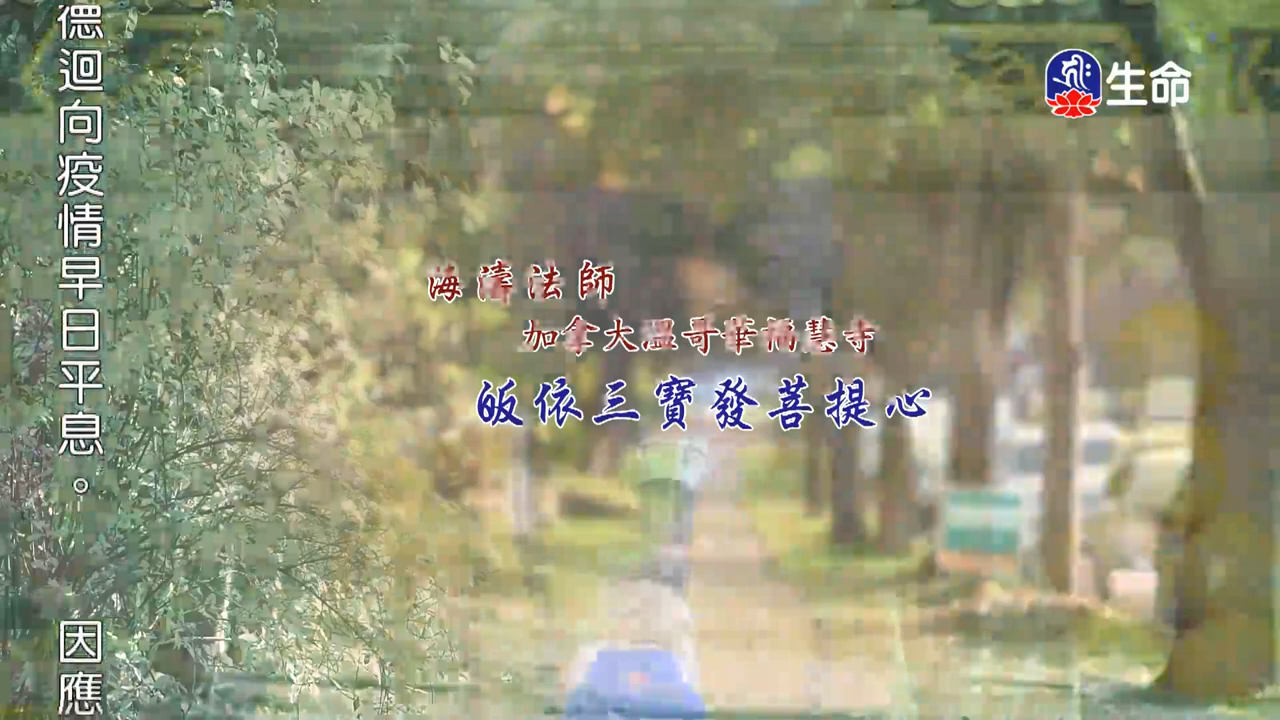 德迴向疫情早日平息。
因應
生命
海濤法師
加拿大溫哥華福慧寺
皈依三寶發菩提心